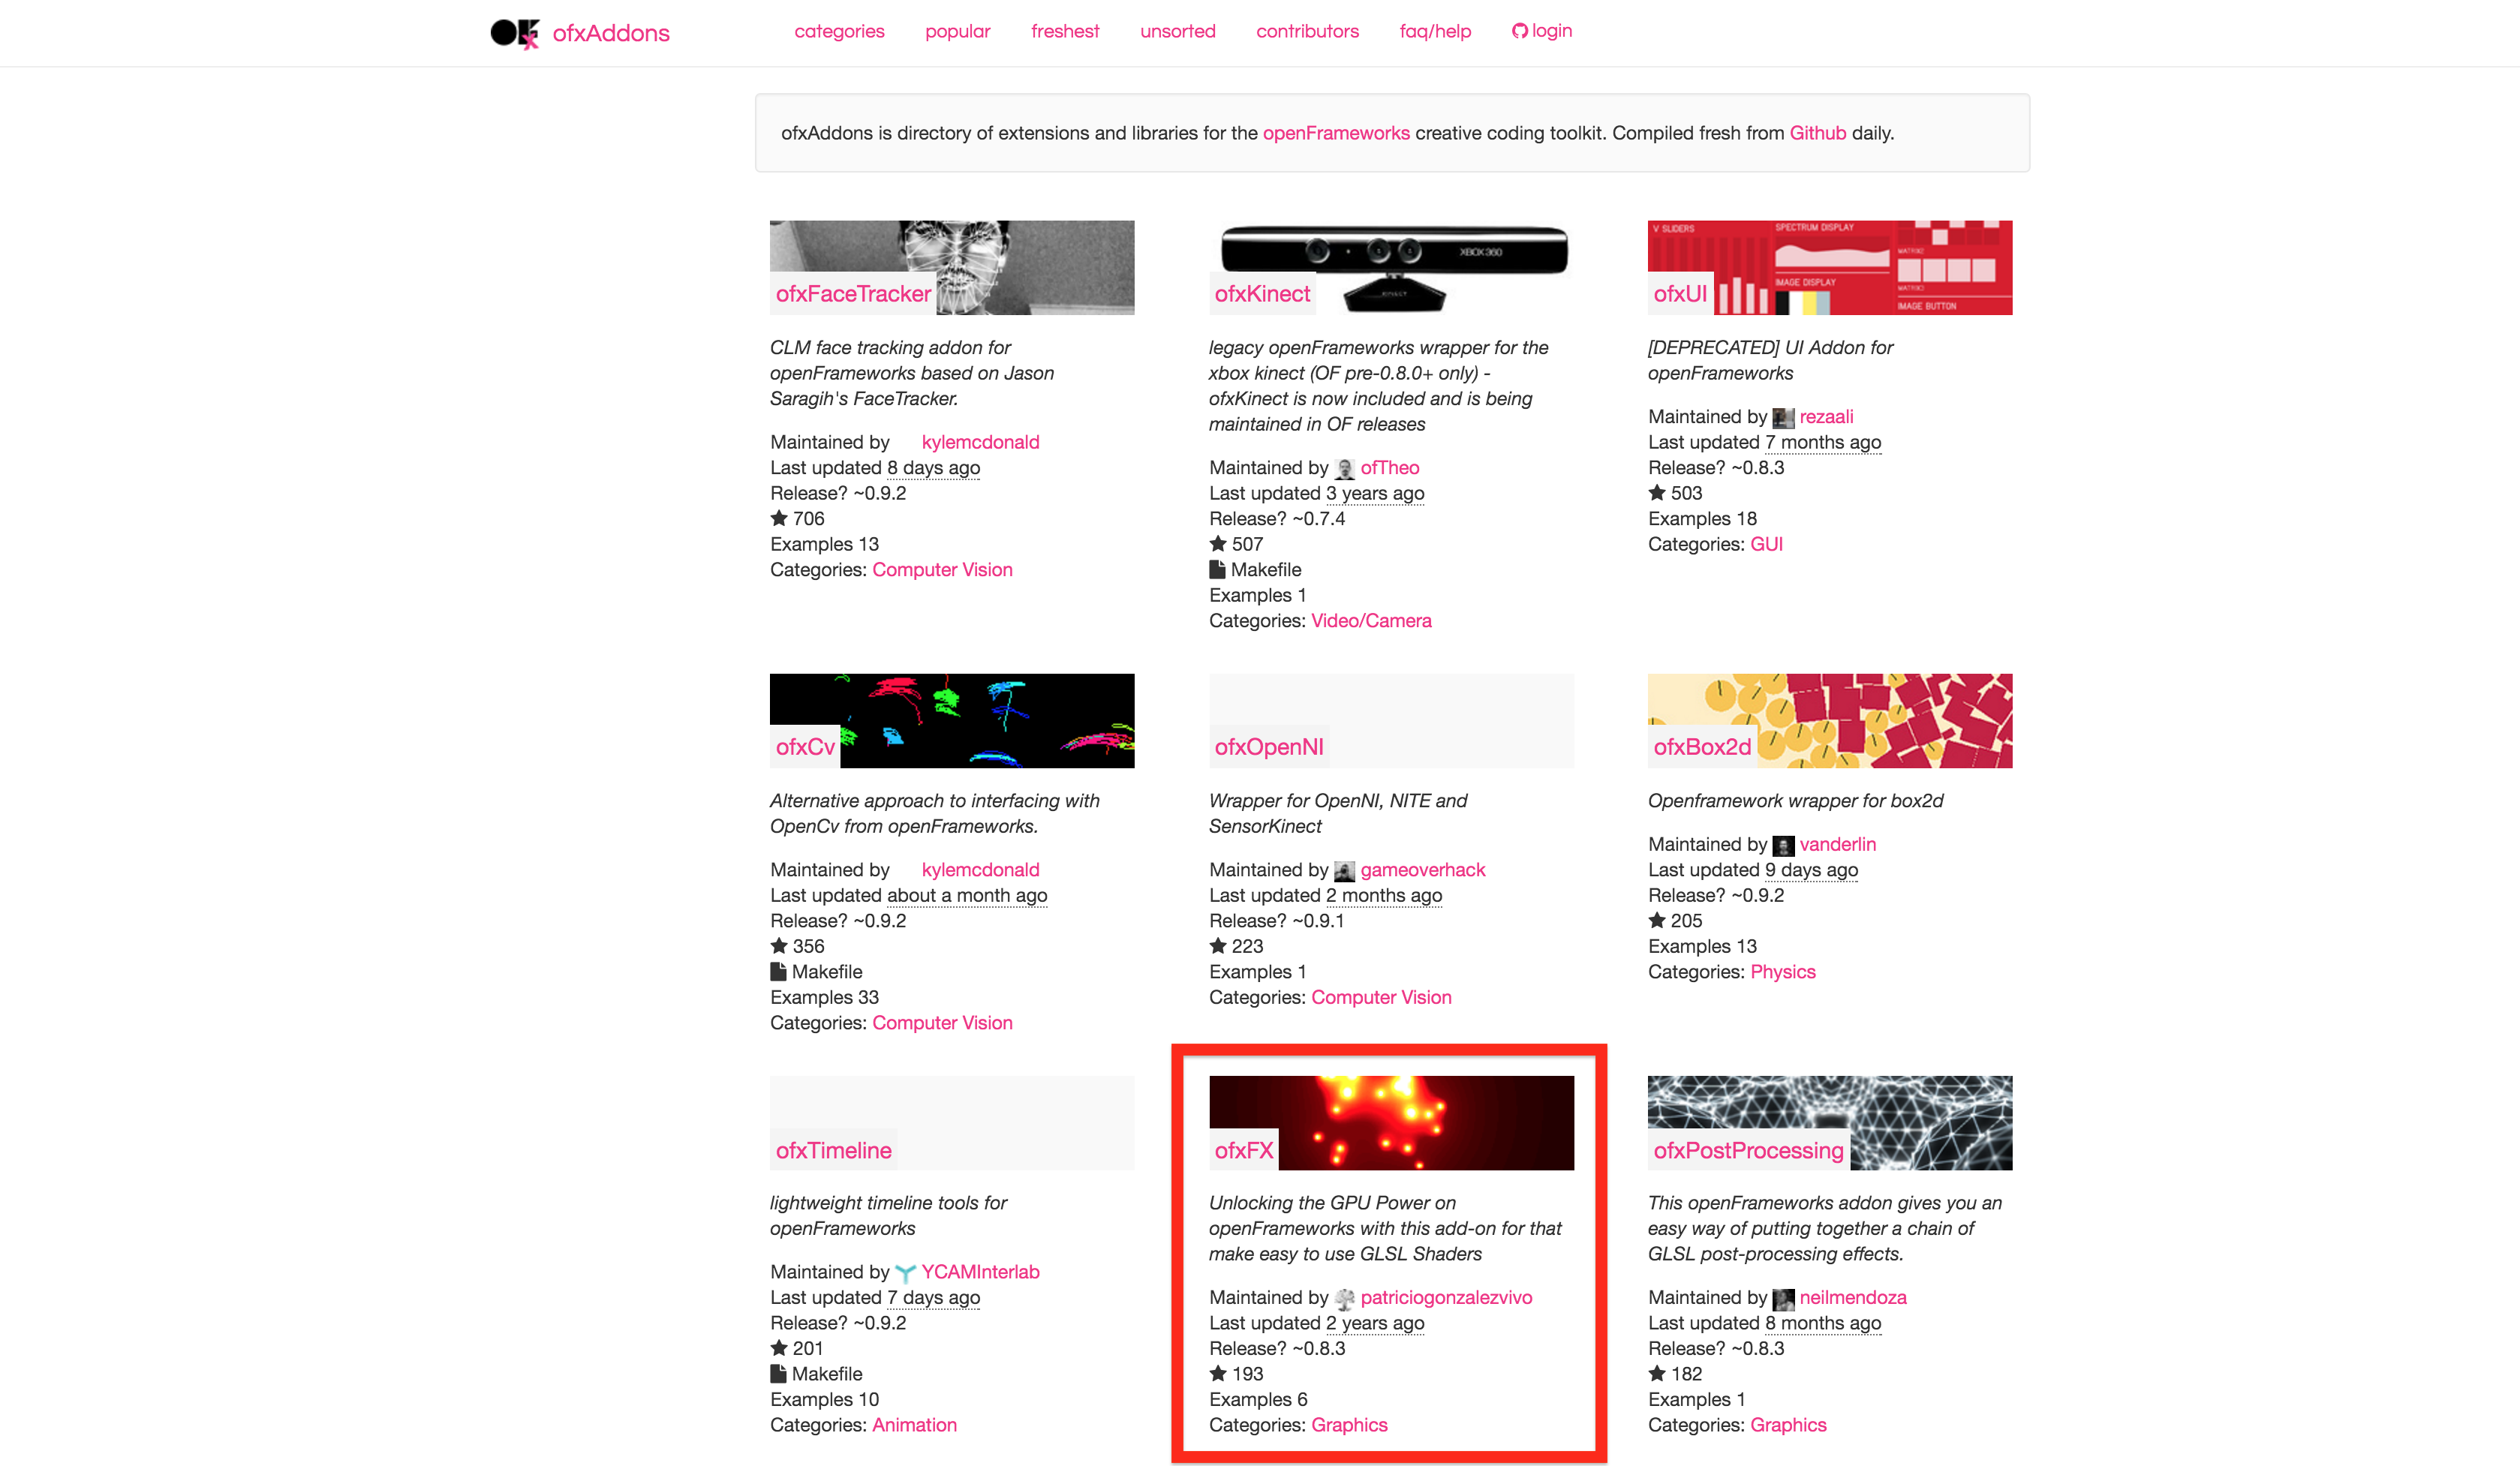 ofxAddons
categories popular freshest unsorted contributors faq/help login
ofxAddons is directory of extensions and libraries for the openFrameworks creative coding toolkit. Compiled fresh from Github daily.
ofxFaceTracker
CLM face tracking addon for
openFrameworks based on Jason
Saragih's FaceTracker.
Maintained by kylemcdonald
Last updated 8 days ago
Release? ~0.9.2
★ 706
Examples 13
Categories: Computer Vision
XBOX 360
KINECT
ofxKinect
legacy openFrameworks wrapper for the
xbox kinect (OF pre-0.8.0+ only) -
ofxKinect is now included and is being
maintained in OF releases
Maintained by ofTheo
Last updated 3 years ago
Release? ~0.7.4
★ 507
Makefile
Examples 1
Categories: Video/Camera
V SLIDERS
SPECTRUM DISPLAY
MATRIX2
IMAGE DISPLAY
IMAGE BUTTON
ofxUI
[DEPRECATED] UI Addon for
openFrameworks
Maintained by rezaali
Last updated 7 months ago
Release? ~0.8.3
★ 503
Examples 18
Categories: GUI
ofxCv
Alternative approach to interfacing with
OpenCv from openFrameworks.
Maintained by kylemcdonald
Last updated about a month ago
Release? ~0.9.2
★ 356
Makefile
Examples 33
Categories: Computer Vision
ofxOpenNI
Wrapper for OpenNI, NITE and
SensorKinect
Maintained by gameoverhack
Last updated 2 months ago
Release? ~0.9.1
★ 223
Examples 1
Categories: Computer Vision
ofxBox2d
Openframework wrapper for box2d
Maintained by vanderlin
Last updated 9 days ago
Release? ~0.9.2
★ 205
Examples 13
Categories: Physics
ofxTimeline
lightweight timeline tools for
openFrameworks
Maintained by YCAMInterlab
Last updated 7 days ago
Release? ~0.9.2
★ 201
Makefile
Examples 10
Categories: Animation
ofxFX
Unlocking the GPU Power on
openFrameworks with this add-on for that
make easy to use GLSL Shaders
Maintained by patriciogonzalezvivo
Last updated 2 years ago
Release? ~0.8.3
★ 193
Examples 6
Categories: Graphics
ofxPostProcessing
This openFrameworks addon gives you an
easy way of putting together a chain of
GLSL post-processing effects.
Maintained by neilmendoza
Last updated 8 months ago
Release? ~0.8.3
★ 182
Examples 1
Categories: Graphics